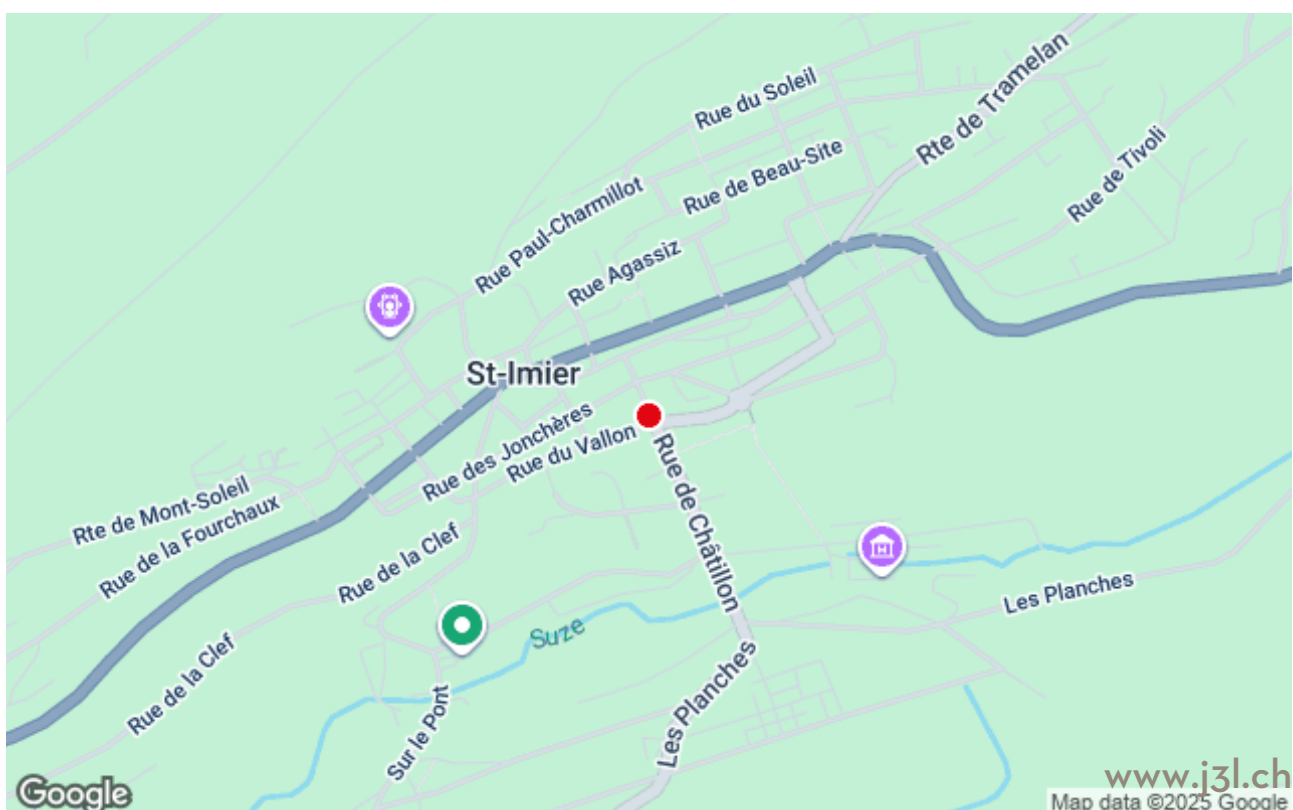 Rue du Soleil
Rte de Tramelan
Rue de Beau-Site
Rue de Tivoli
Rue Paul-Charmillot
Rue Agassiz
St-Imier
Rue des Jonchères
Rue du Vallon
Rue de Châtillon
Rte de Mont-Soleil
Rue de la Fourchaux
Rue de la Clef
Les Planches
Suze
Rue de la Clef
Sur le Pont
Les Planches
www.j3l.ch
Google
Map data ©2025 Google